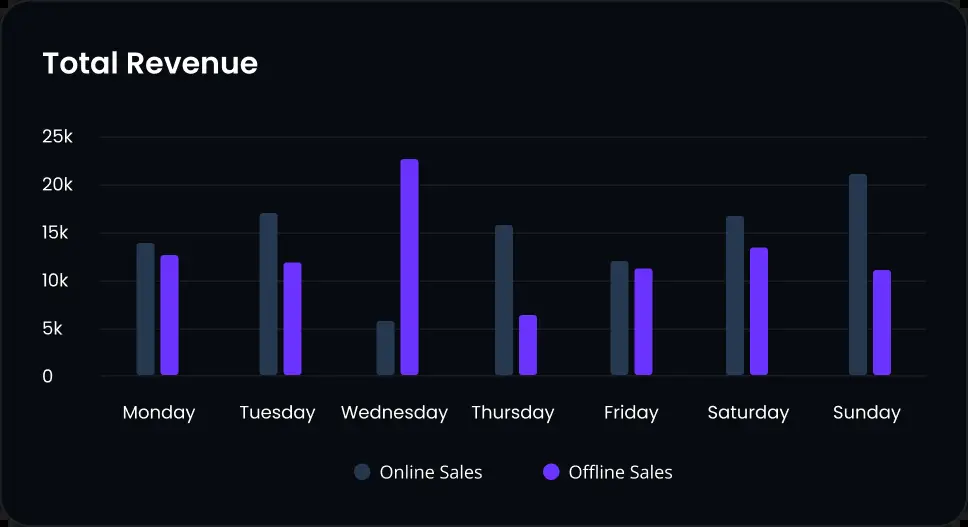 Total Revenue
25k
20k
15k
10k
5k
0
Monday Tuesday Wednesday Thursday Friday Saturday Sunday
Online Sales Offline Sales